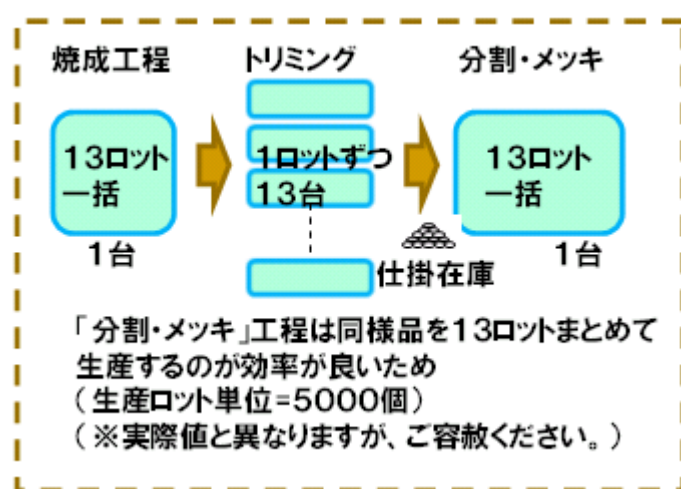 焼成工程
トリミング
分割・メッキ
13ロット
一括
1台
1ロットずつ
13台
仕掛在庫
13ロット
一括
1台
「分割・メッキ」工程は同様品を13ロットまとめて
生産するのが効率が良いため
（生産ロット単位=5000個）
（※実際値と異なりますが、ご容赦ください。）